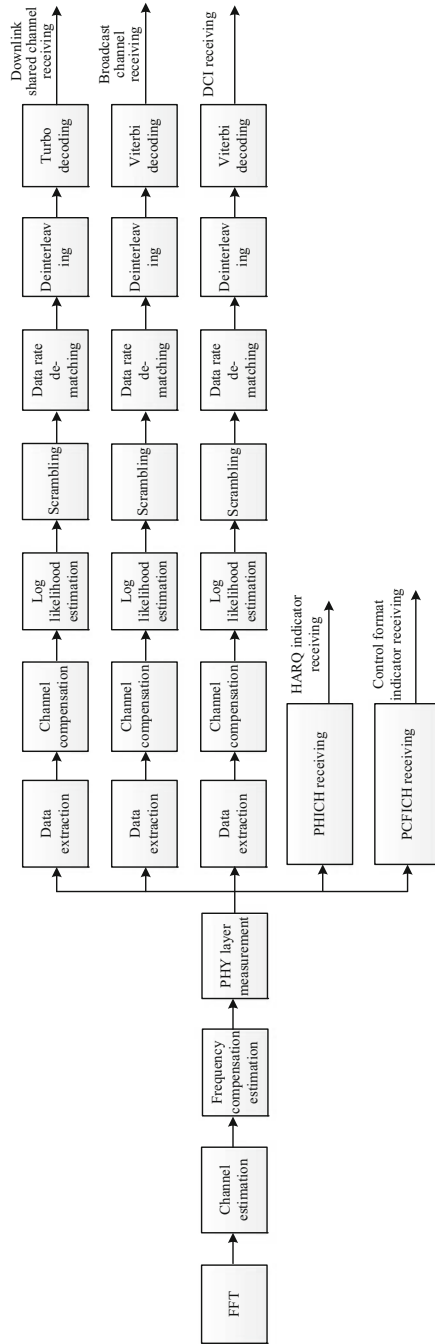 FFT
Channel
estimation
Frequency
compensation
estimation
PHY layer
measurement
Data
extraction
Channel
compensation
Log
likelihood
estimation
Scrambling
Data rate
de-
matching
Deinterleav
ing
Turbo
decoding
Downlink
shared channel
receiving
Data
extraction
Channel
compensation
Log
likelihood
estimation
Scrambling
Data rate
de-
matching
Deinterleav
ing
Viterbi
decoding
Broadcast
channel
receiving
Data
extraction
Channel
compensation
Log
likelihood
estimation
Scrambling
Data rate
de-
matching
Deinterleav
ing
Viterbi
decoding
DCI receiving
PHICH receiving
HARQ indicator
receiving
PCFICH receiving
Control format
indicator receiving